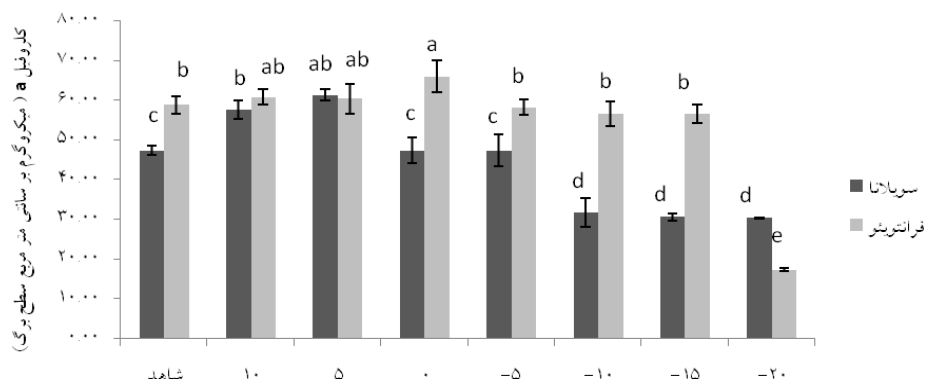 کلروفیل a ( میکروگرم بر سانتی متر مربع سطح برگ)
۸۰.۰۰
۷۰.۰۰
۶۰.۰۰
۵۰.۰۰
۴۰.۰۰
۳۰.۰۰
۲۰.۰۰
۱۰.۰۰
۰.۰۰
c b b ab ab ab c a c b d b d b d e
شاهد ۱۰ ۵ ۰ -۵ -۱۰ -۱۵ -۲۰
سویلانا
فرانتویئو